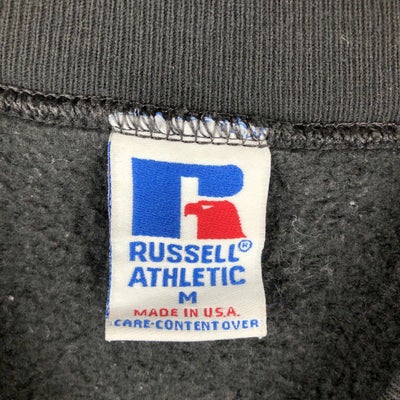 RUSSELL®
ATHLETIC
M
MADE IN U.S.A.
CARE-CONTENT OVER